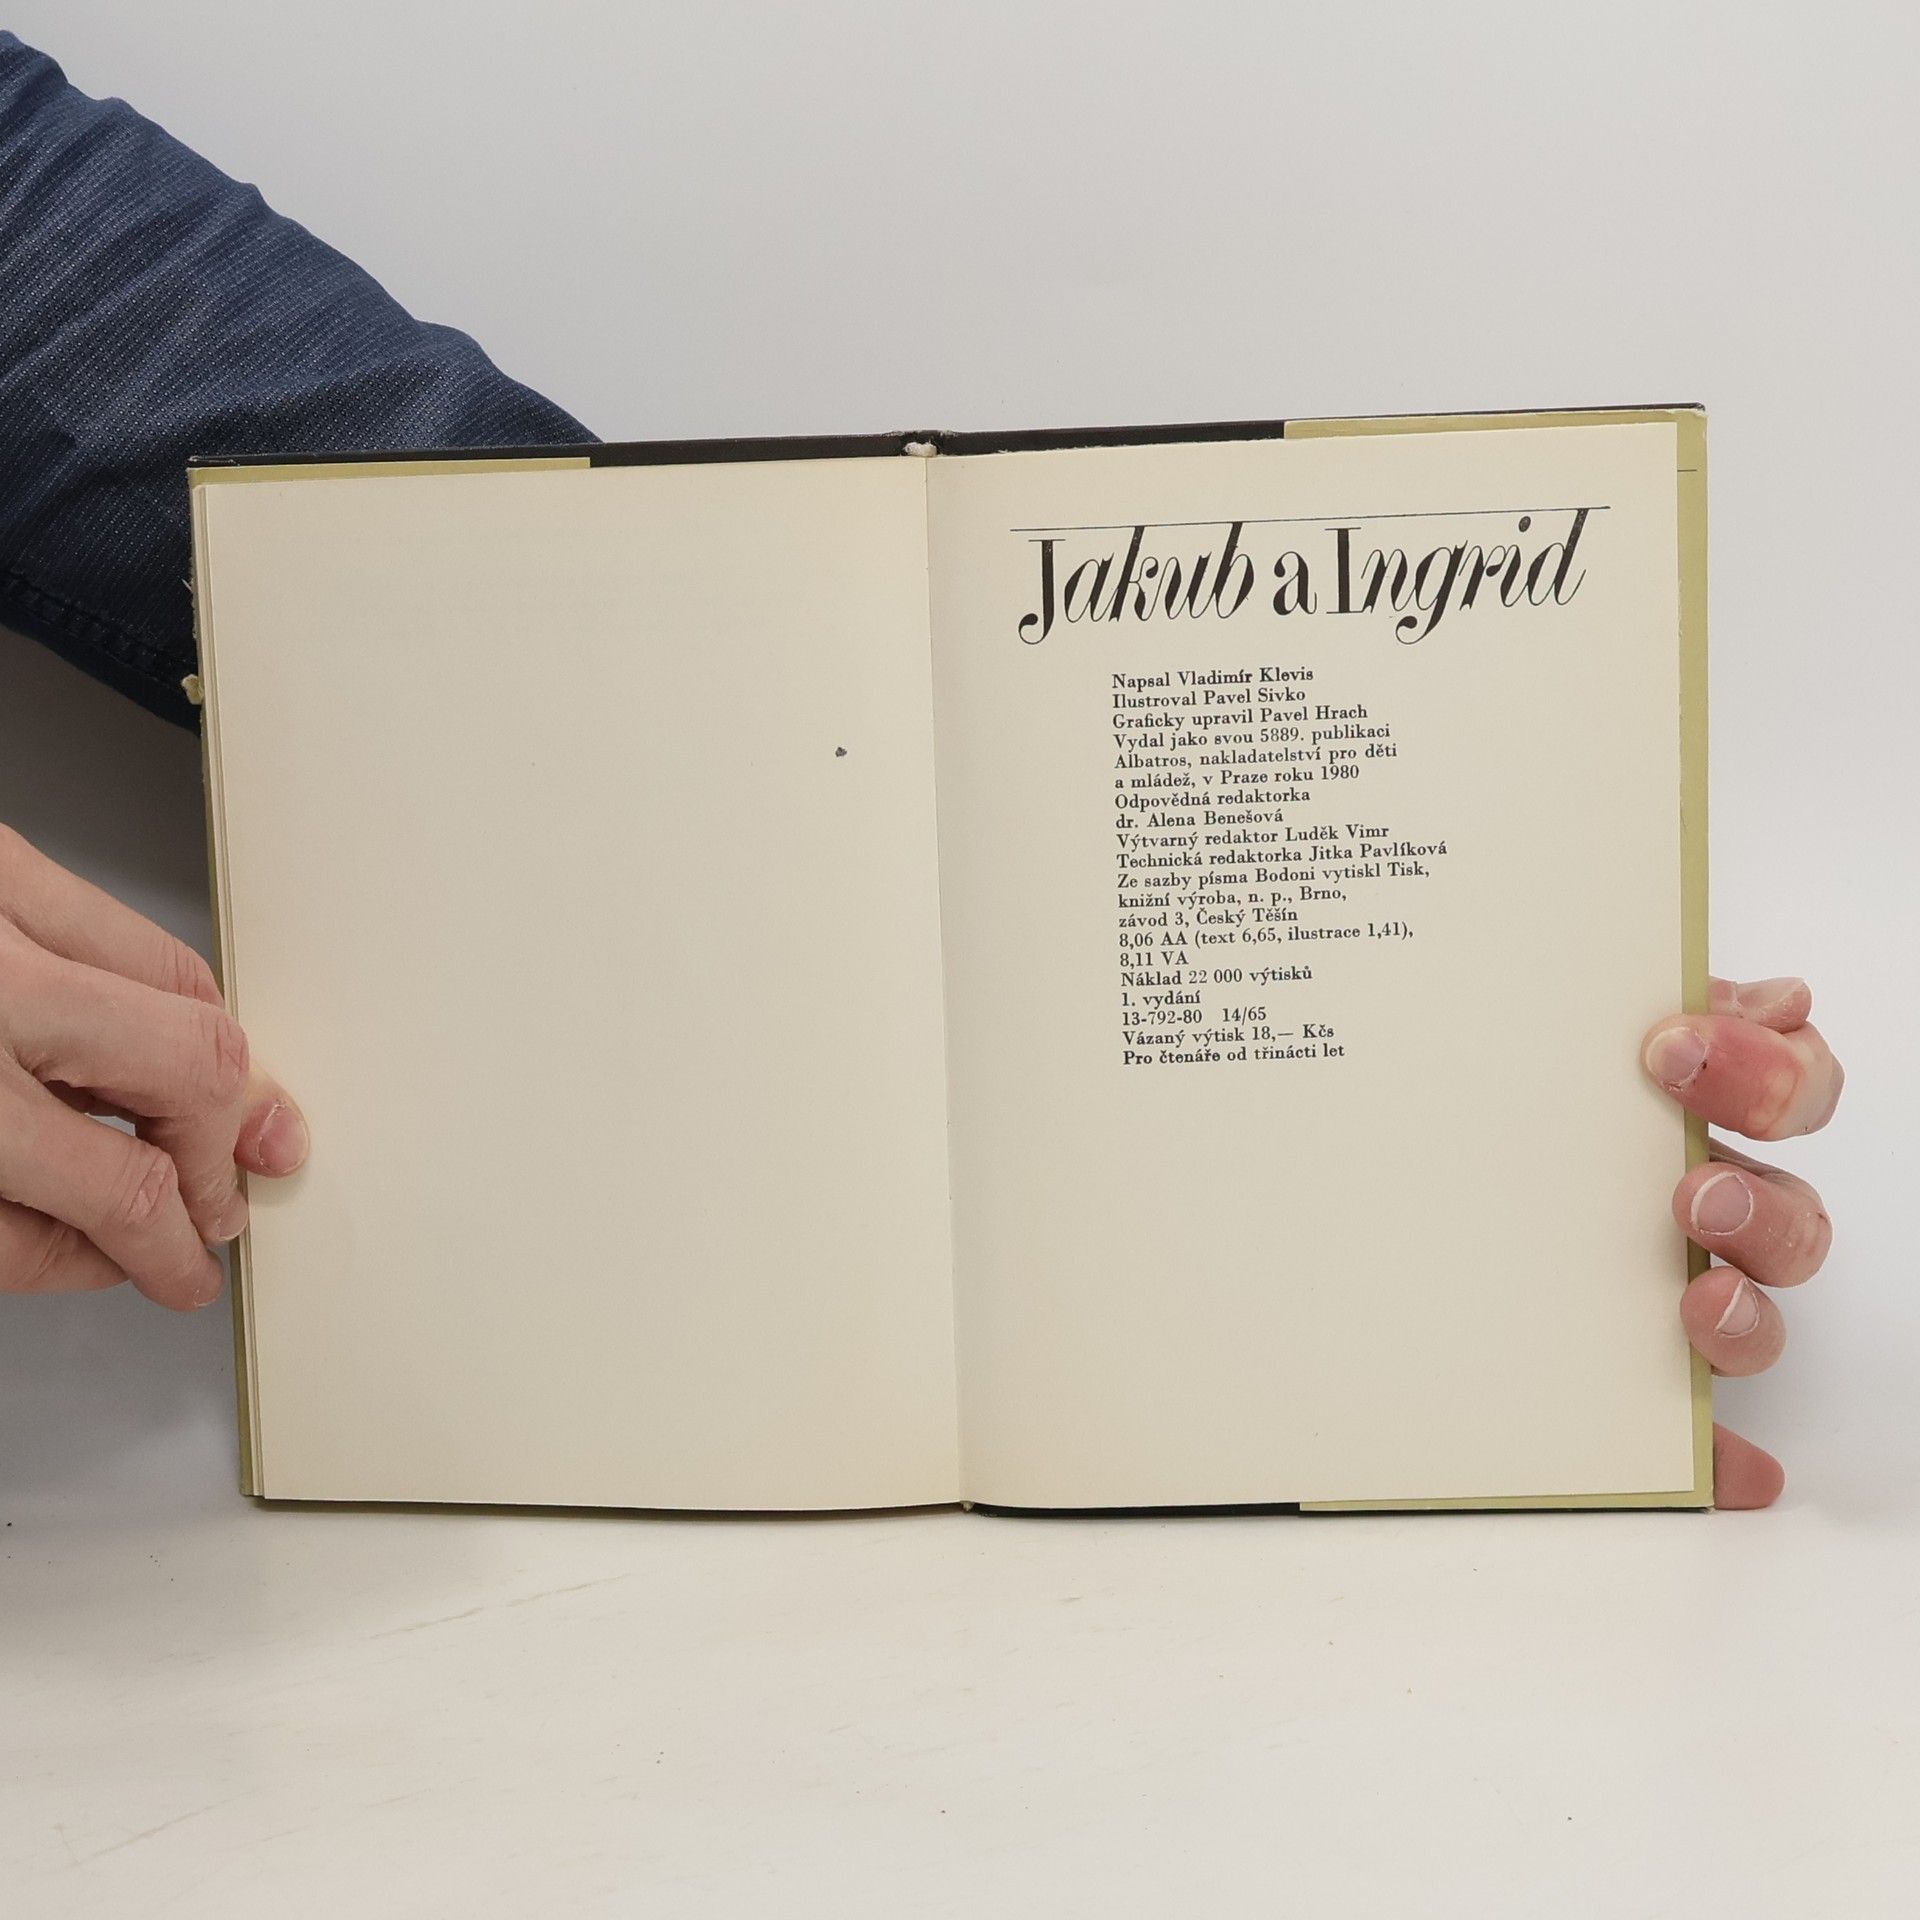 Jakub a Ingrid
Napsal Vladimír Klevis
Ilustroval Pavel Sivko
Graficky upravil Pavel Hrach
Vydal jako svou 5889. publikaci
Albatros, nakladatelství pro děti
a mládež, v Praze roku 1980
Odpovědná redaktorka
dr. Alena Benešová
Výtvarný redaktor Luděk Vimr
Technická redaktorka Jitka Pavlíková
Ze sazby písma Bodoni vytiskl Tisk,
knižní výroba, n. p., Brno,
závod 3, Český Těšín
8,06 AA (text 6,65, ilustrace 1,41),
8,11 VA
Náklad 22 000 výtisků
1. vydání
13-792-80 14/65
Vázaný výtisk 18,— Kčs
Pro čtenáře od třinácti let